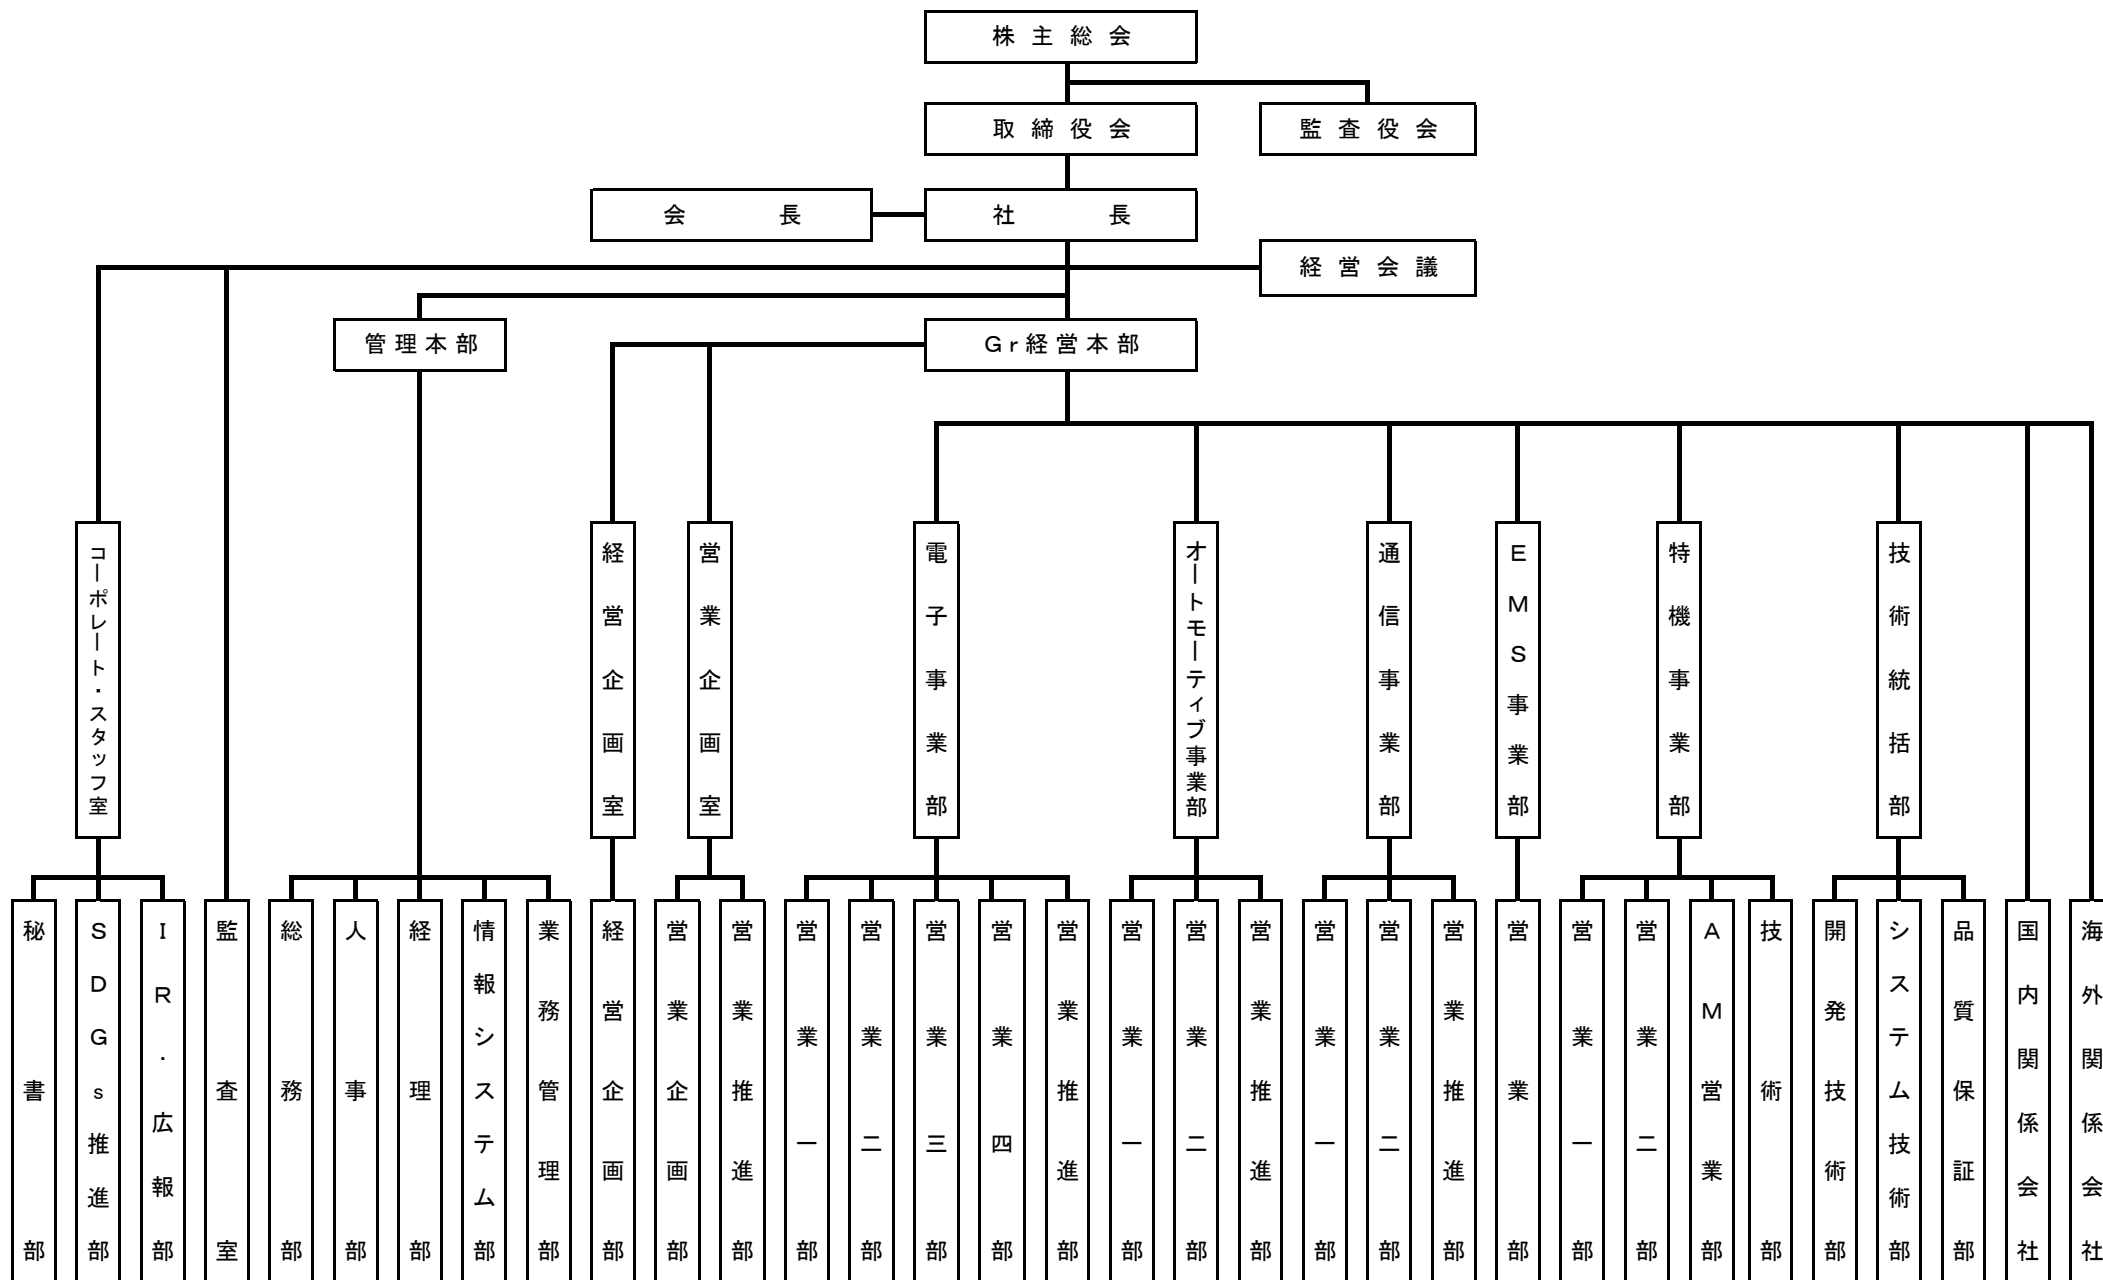 株主総会
取締役会
監査役会
会長
社長
経営会議
管理本部
Gr経営本部
コーポレート・スタッフ室
経営企画室
営業企画室
電子事業部
オートモーティブ事業部
通信事業部
EMS事業部
特機事業部
技術統括部
秘書部
SDGs推進部
IR・広報部
監査室
総務部
人事部
経理部
情報システム部
業務管理部
経営企画部
営業企画部
営業推進部
営業一部
営業二部
営業三部
営業四部
営業推進部
営業一部
営業二部
営業推進部
営業一部
営業二部
営業推進部
営業部
営業一部
営業二部
AM営業部
技術部
開発技術部
システム技術部
品質保証部
国内関係会社
海外関係会社